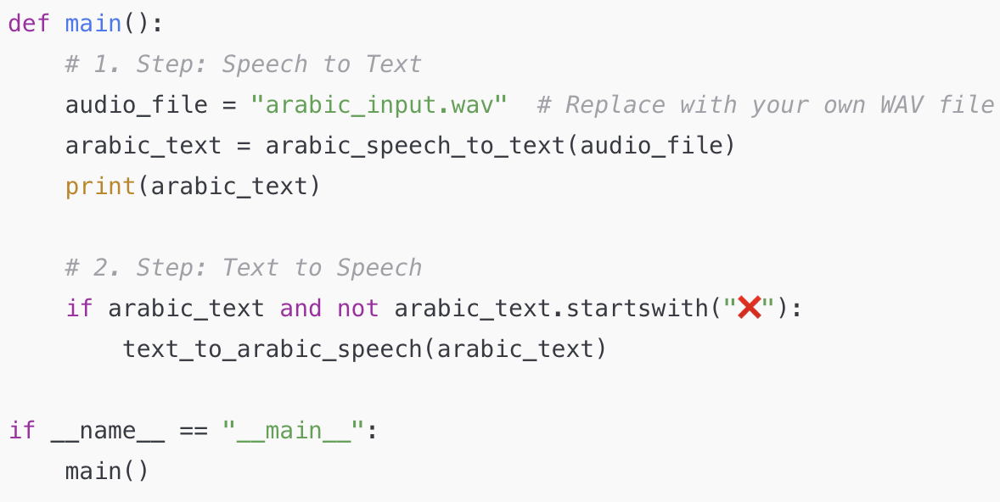 def main():
    # 1. Step: Speech to Text
    audio_file = "arabic_input.wav"  # Replace with your own WAV file
    arabic_text = arabic_speech_to_text(audio_file)
    print(arabic_text)

    # 2. Step: Text to Speech
    if arabic_text and not arabic_text.startswith("❌"):
        text_to_arabic_speech(arabic_text)

if __name__ == "__main__":
    main()